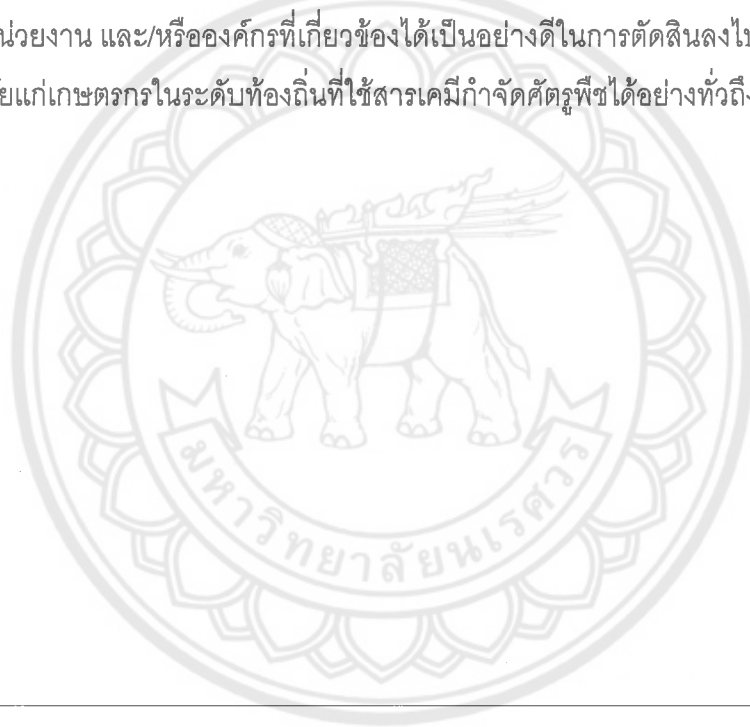 น่วยงาน และ/หรือองค์กรที่เกี่ยวข้องได้เป็นอย่างดีในการตัดสินลงไป
ัยแก่เกษตรกรในระดับท้องถิ่นที่ใช้สารเคมีกำจัดศัตรูพืชได้อย่างทั่วถึง
มหาวิทยาลัยนเรศวร